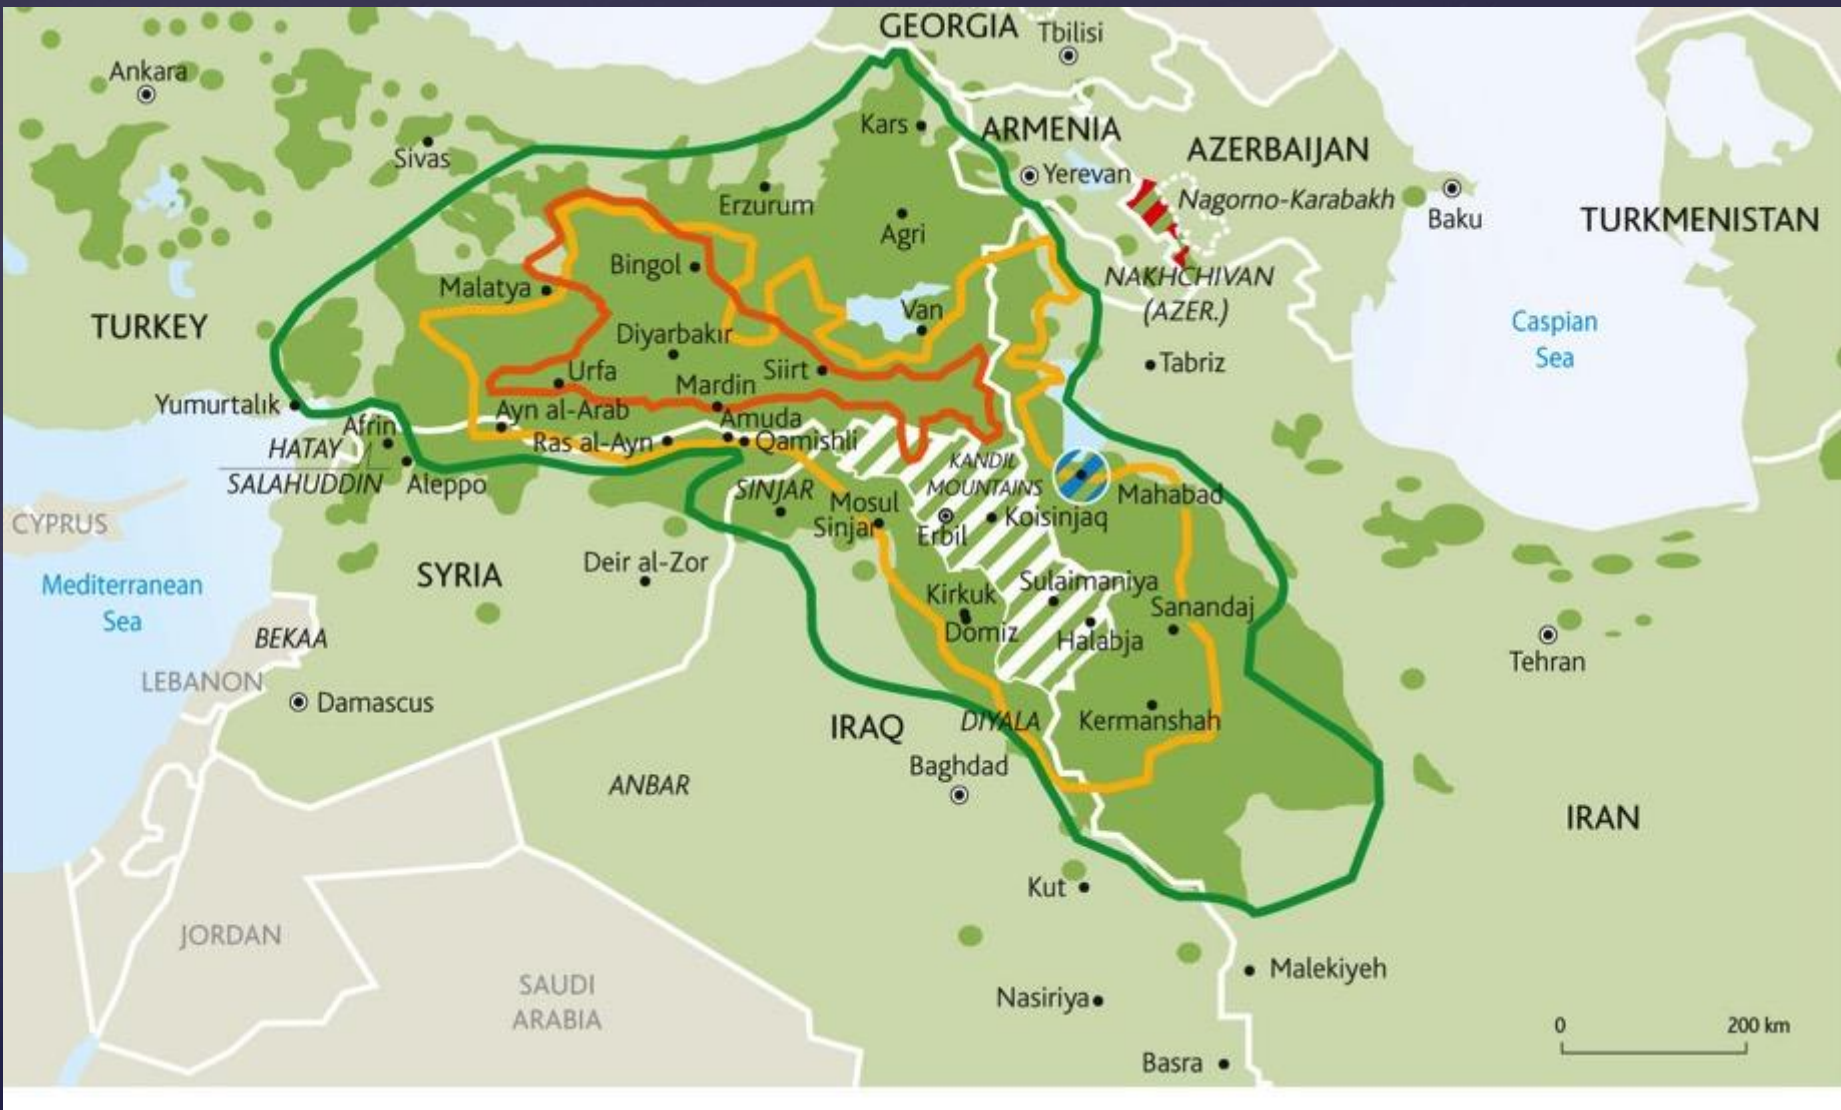 GEORGIA
Tbilisi
Ankara
Kars
ARMENIA
AZERBAIJAN
Sivas
Yerevan
Nagorno-Karabakh
Baku
TURKMENISTAN
Erzurum
Agri
Bingol
NAKHCHIVAN
(AZER.)
Malatya
TURKEY
Van
Caspian
Sea
Diyarbakır
Tabriz
Urfa
Siirt
Mardin
Yumurtalık
Ayn al-Arab
Amuda
Afrin
Ras al-Ayn
Qamishli
HATAY
KANDIL
MOUNTAINS
SALAHUDDIN
Aleppo
SINJAR
Mahabad
Mosul
Sinjar
Koisinjaq
CYPRUS
Erbil
Deir al-Zor
SYRIA
Mediterranean
Sea
Sulaimaniya
Kirkuk
Sanandaj
Domiz
Halabja
BEKAA
Tehran
LEBANON
Damascus
IRAQ
DIYALA
Kermanshah
Baghdad
ANBAR
IRAN
Kut
JORDAN
Malekiyeh
SAUDI
ARABIA
Nasiriya
0 200 km
Basra